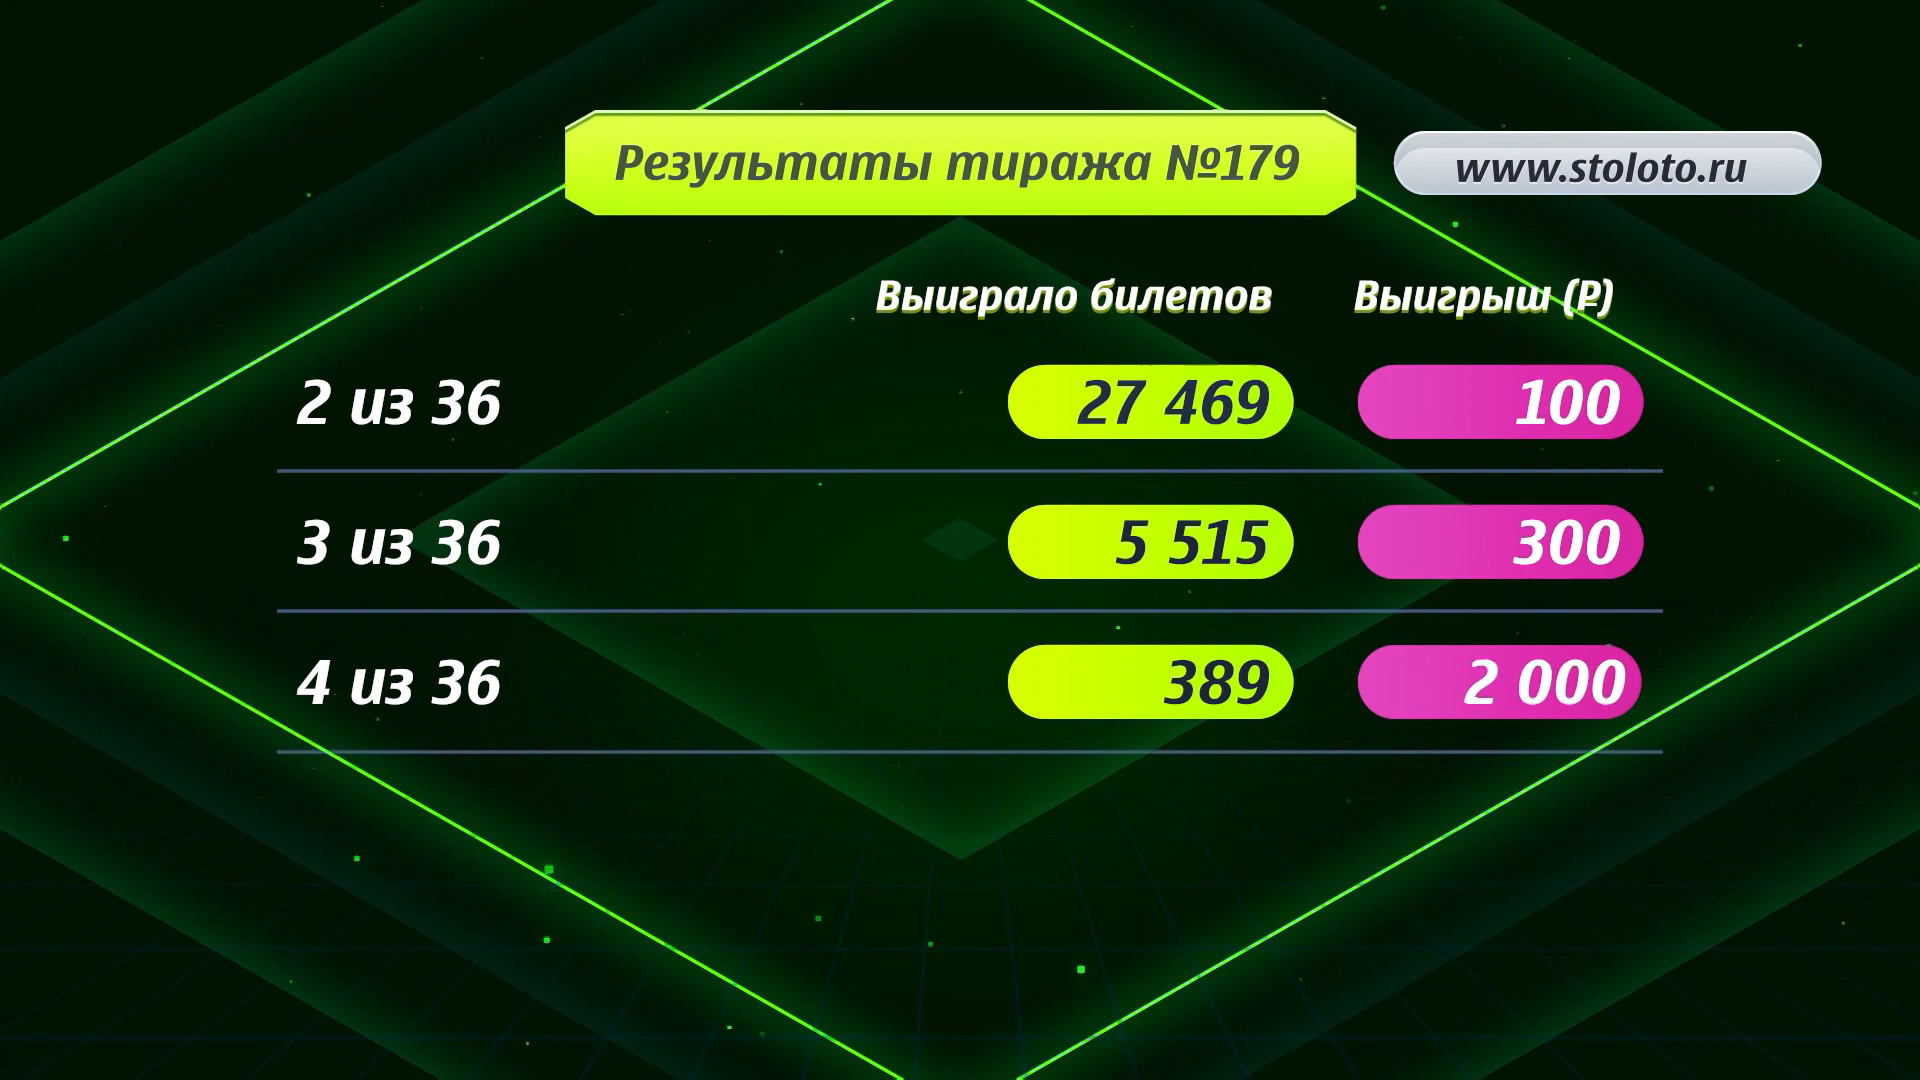 Результаты тиража №179
www.stoloto.ru
Выиграло билетов Выигрыш (₽)
2 из 36 27 469 100
3 из 36 5 515 300
4 из 36 389 2 000